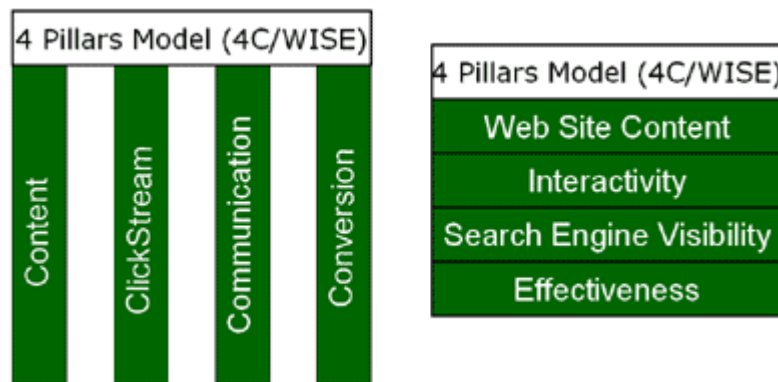 4 Pillars Model (4C/WISE)
Content
ClickStream
Communication
Conversion
4 Pillars Model (4C/WISE)
Web Site Content
Interactivity
Search Engine Visibility
Effectiveness